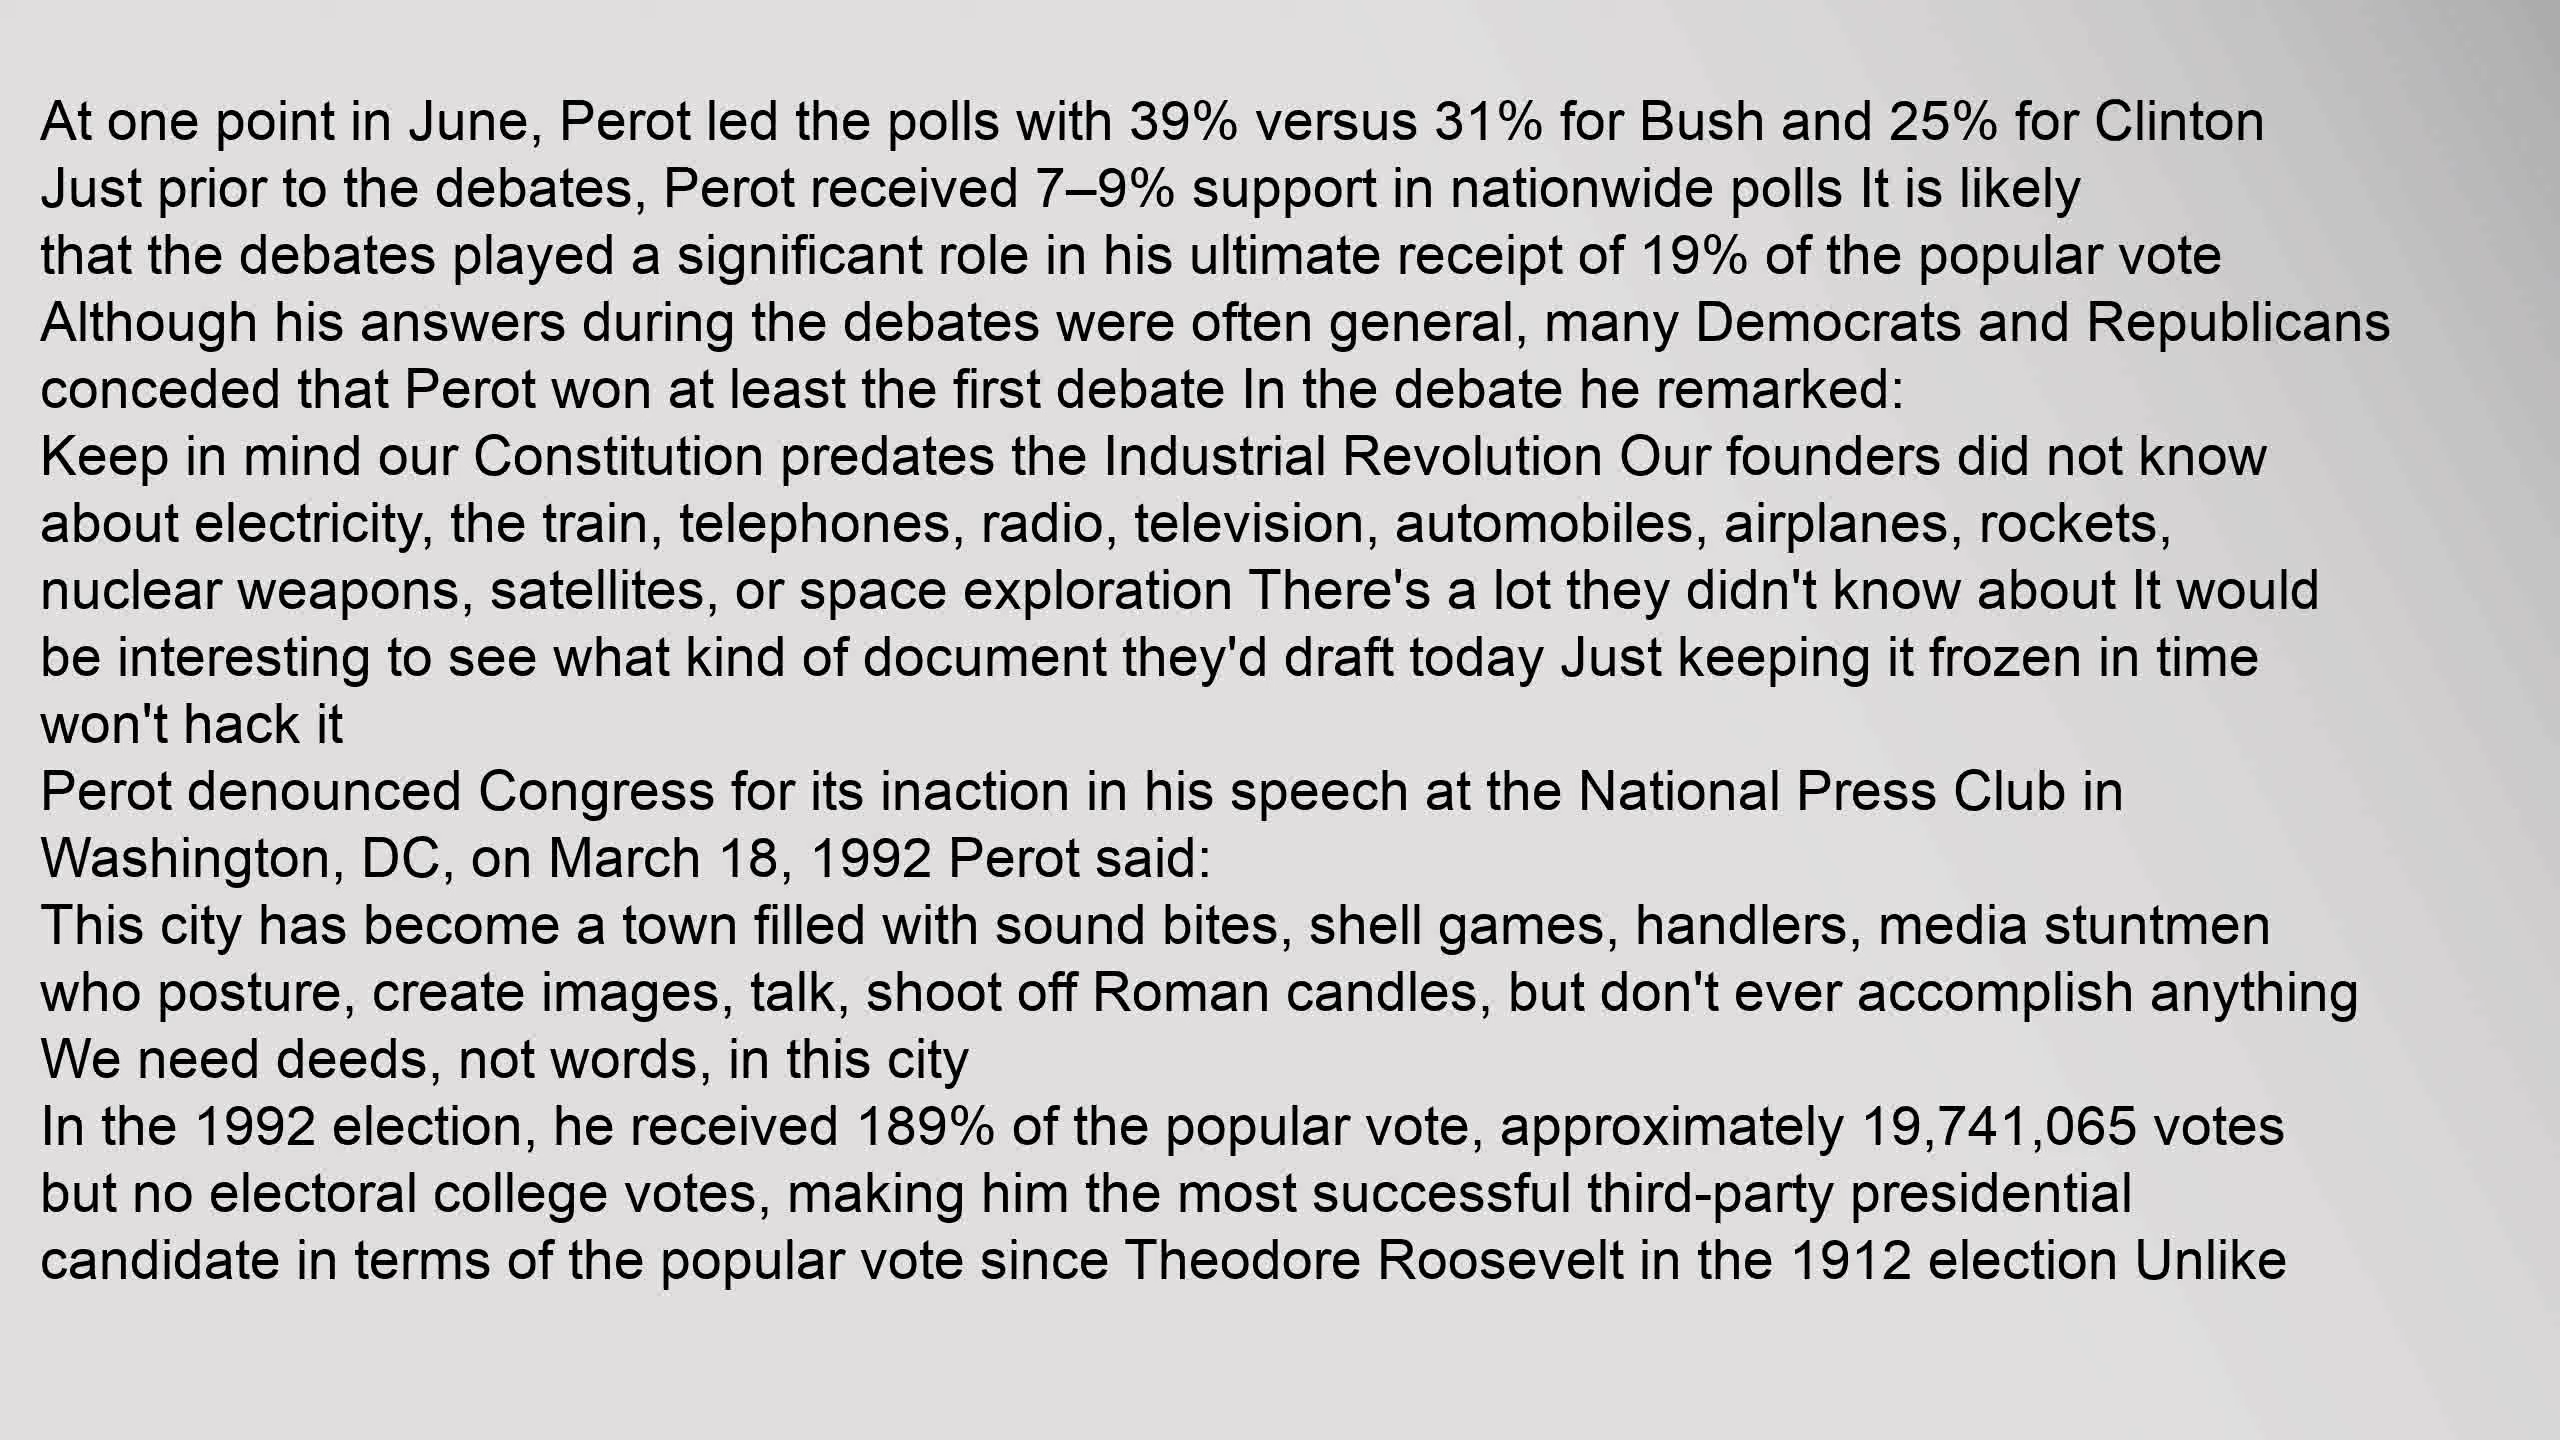 At one point in June, Perot led the polls with 39% versus 31% for Bush and 25% for Clinton
Just prior to the debates, Perot received 7–9% support in nationwide polls It is likely
that the debates played a significant role in his ultimate receipt of 19% of the popular vote
Although his answers during the debates were often general, many Democrats and Republicans
conceded that Perot won at least the first debate In the debate he remarked:
Keep in mind our Constitution predates the Industrial Revolution Our founders did not know
about electricity, the train, telephones, radio, television, automobiles, airplanes, rockets,
nuclear weapons, satellites, or space exploration There's a lot they didn't know about It would
be interesting to see what kind of document they'd draft today Just keeping it frozen in time
won't hack it
Perot denounced Congress for its inaction in his speech at the National Press Club in
Washington, DC, on March 18, 1992 Perot said:
This city has become a town filled with sound bites, shell games, handlers, media stuntmen
who posture, create images, talk, shoot off Roman candles, but don't ever accomplish anything
We need deeds, not words, in this city
In the 1992 election, he received 189% of the popular vote, approximately 19,741,065 votes
but no electoral college votes, making him the most successful third-party presidential
candidate in terms of the popular vote since Theodore Roosevelt in the 1912 election Unlike